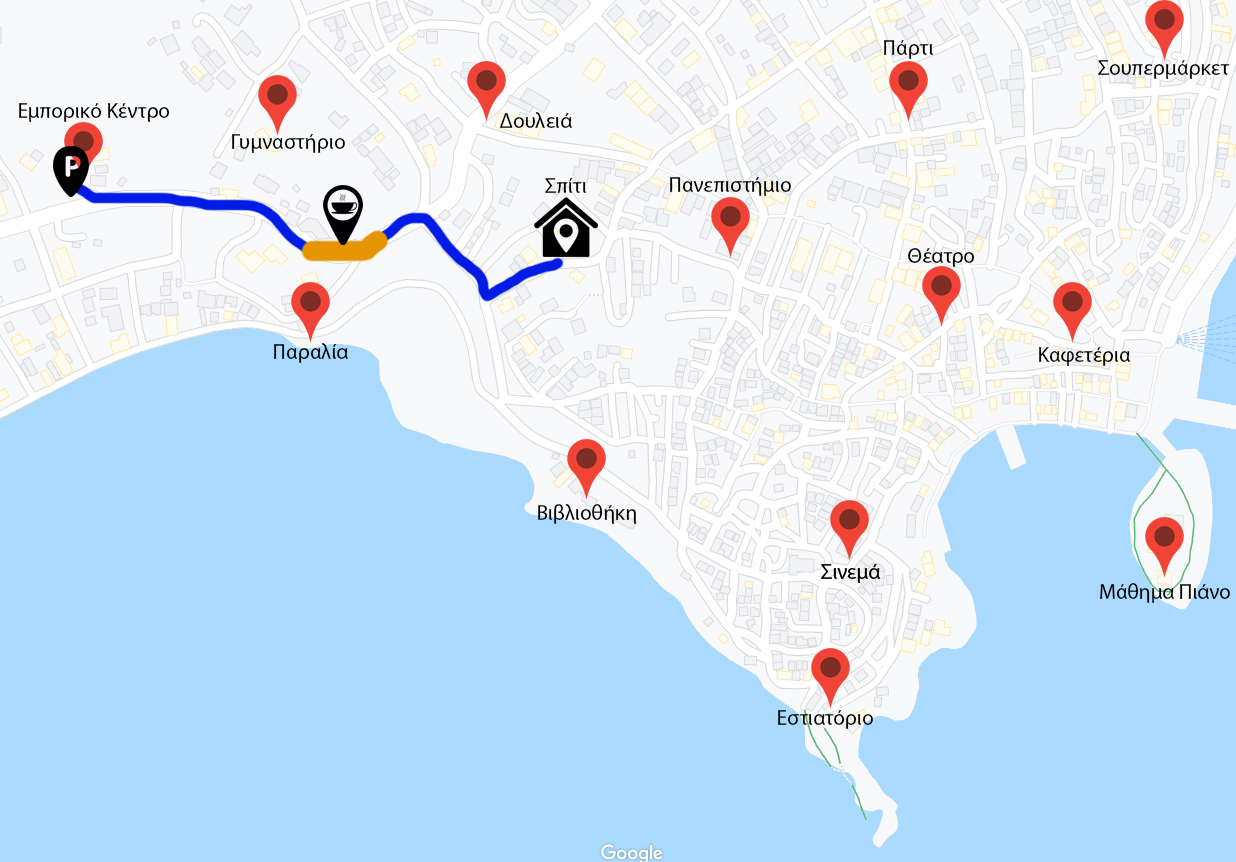 Πάρτι
Σουπερμάρκετ
Εμπορικό Κέντρο
Δουλειά
Γυμναστήριο
P
Σπίτι
Πανεπιστήμιο
Θέατρο
Παραλία
Καφετέρια
Βιβλιοθήκη
Σινεμά
Μάθημα Πιάνο
Εστιατόριο
Google